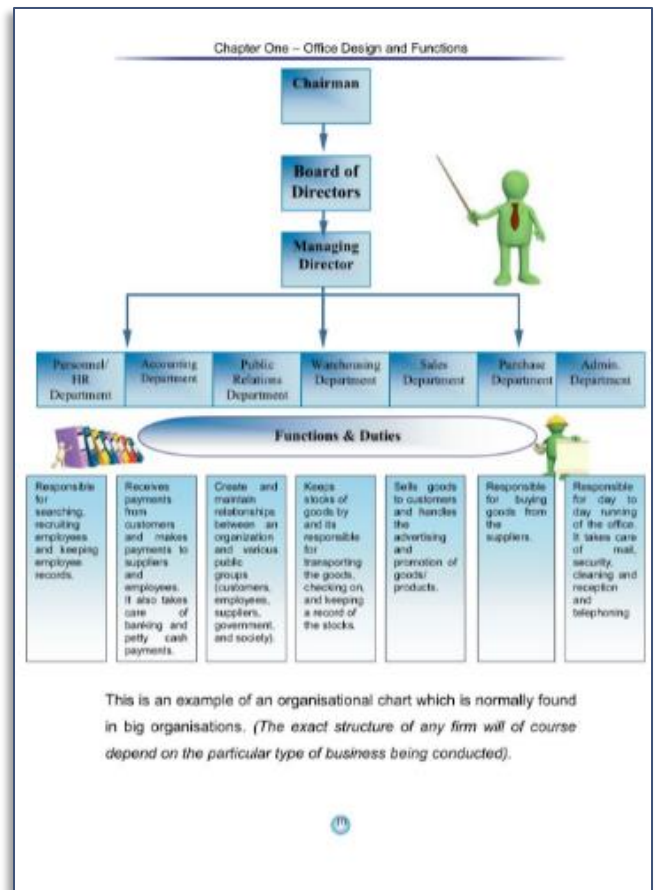 Chapter One – Office Design and Functions
Chairman
Board of
Directors
Managing
Director
Personnel/
HR
Department
Accounting
Department
Public
Relations
Department
Warehousing
Department
Sales
Department
Purchase
Department
Admin.
Department
Functions & Duties
Responsible
for
searching,
recruiting
employees
and keeping
employee
records.
Receives
payments
from
customers
and makes
payments to
suppliers
and
employees.
It also takes
care of
banking and
petty cash
payments.
Create and
maintain
relationships
between an
organization
and various
public
groups
(customers,
employees,
suppliers,
government,
and society).
Keeps
stocks of
goods by
and its
responsible
for
transporting
the goods,
checking on,
and keeping
a record of
the stocks.
Sells goods
to customers
and handles
the
advertising
and
promotion of
goods/
products.
Responsible
for buying
goods from
the
suppliers.
Responsible
for day to
day running
of the office.
It takes care
of mail,
security,
cleaning and
reception
and
telephoning
This is an example of an organisational chart which is normally found
in big organisations. (The exact structure of any firm will of course
depend on the particular type of business being conducted).